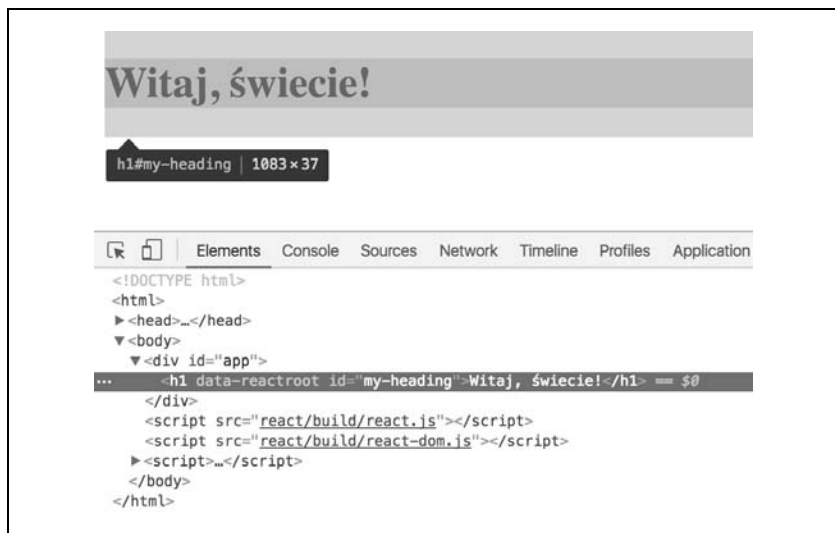 Witaj, świecie!
h1#my-heading | 1083 × 37
Elements Console Sources Network Timeline Profiles Application
<!DOCTYPE html>
<html>
▶<head>…</head>
▼<body>
▼<div id="app">
••• <h1 data-reactroot id="my-heading">Witaj, świecie!</h1> == $0
</div>
<script src="react/build/react.js"></script>
<script src="react/build/react-dom.js"></script>
▶<script>…</script>
</body>
</html>